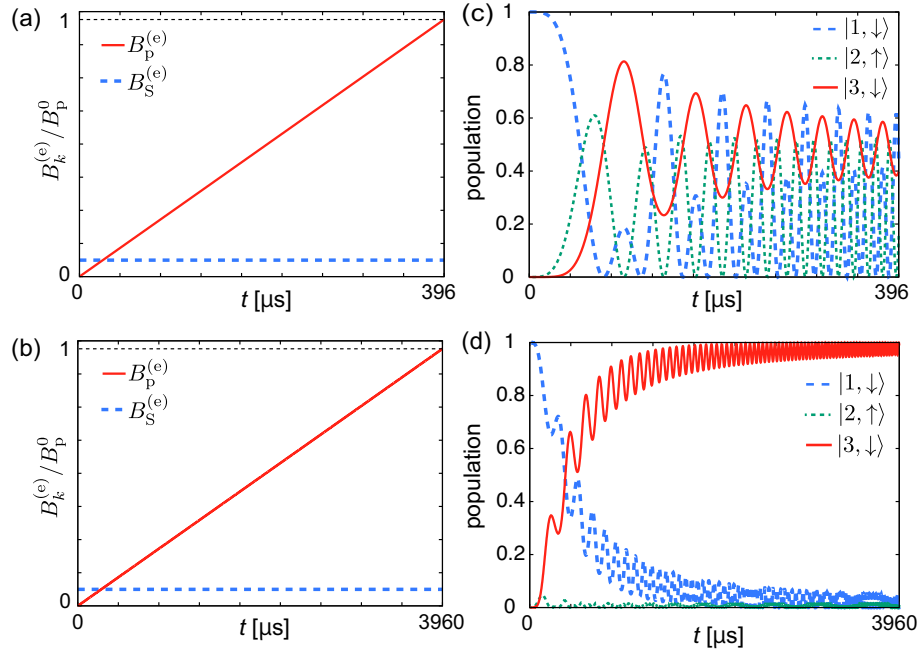 (a)
1
B_p^(e)
B_S^(e)
B_k^(e)/B_p^0
0
0
t [µs]
396
(c)
1
0.8
0.6
0.4
0.2
0
population
|1,↓⟩
|2,↑⟩
|3,↓⟩
0
t [µs]
396
(b)
1
B_p^(e)
B_S^(e)
B_k^(e)/B_p^0
0
0
t [µs]
3960
(d)
1
0.8
0.6
0.4
0.2
0
population
|1,↓⟩
|2,↑⟩
|3,↓⟩
0
t [µs]
3960